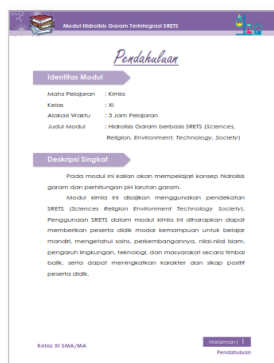 Modul Hidrolisis Garam Terintegrasi SRETS
Pendahuluan
Identitas Modul
Mata Pelajaran : Kimia
Kelas : XI
Alokasi Waktu : 3 Jam Pelajaran
Judul Modul : Hidrolisis Garam berbasis SRETS (Sciences,
Religion, Environment, Technology, Society)
Deskripsi Singkat
Pada modul ini kalian akan mempelajari konsep hidrolisis
garam dan perhitungan pH larutan garam.
Modul kimia ini disajikan menggunakan pendekatan
SRETS (Sciences Religion Environment Technology Society).
Penggunaan SRETS dalam modul kimia ini diharapkan dapat
memberikan peserta didik modal kemampuan untuk belajar
mandiri, mengetahui sains, perkembangannya, nilai-nilai Islam,
pengaruh lingkungan, teknologi, dan masyarakat secara timbal
balik, serta dapat meningkatkan karakter dan sikap positif
peserta didik.
Kelas XI SMA/MA
Halaman | 1
Pendahuluan